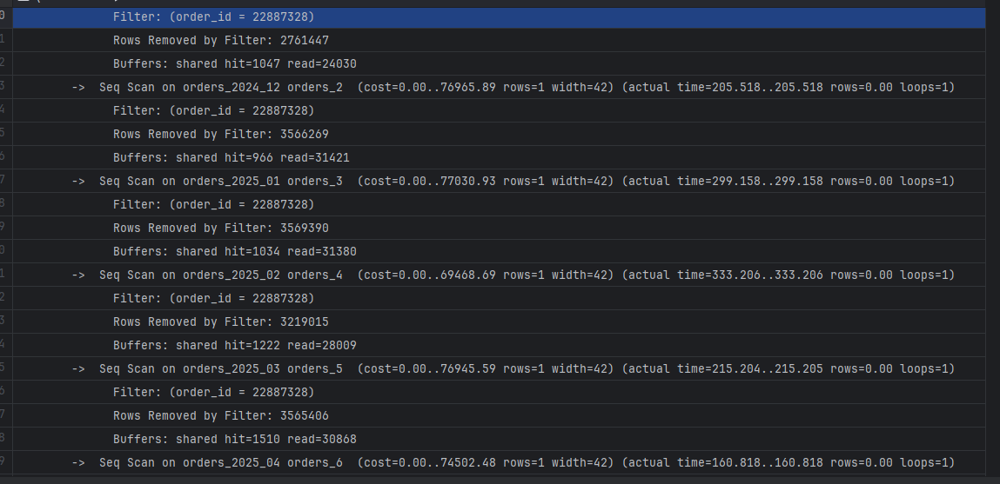 Filter: (order_id = 22887328)
Rows Removed by Filter: 2761447
Buffers: shared hit=1047 read=24030
-> Seq Scan on orders_2024_12 orders_2 (cost=0.00..76965.89 rows=1 width=42) (actual time=205.518..205.518 rows=0.00 loops=1)
Filter: (order_id = 22887328)
Rows Removed by Filter: 3566269
Buffers: shared hit=966 read=31421
-> Seq Scan on orders_2025_01 orders_3 (cost=0.00..77030.93 rows=1 width=42) (actual time=299.158..299.158 rows=0.00 loops=1)
Filter: (order_id = 22887328)
Rows Removed by Filter: 3569390
Buffers: shared hit=1034 read=31380
-> Seq Scan on orders_2025_02 orders_4 (cost=0.00..69468.69 rows=1 width=42) (actual time=333.206..333.206 rows=0.00 loops=1)
Filter: (order_id = 22887328)
Rows Removed by Filter: 3219015
Buffers: shared hit=1222 read=28009
-> Seq Scan on orders_2025_03 orders_5 (cost=0.00..76945.59 rows=1 width=42) (actual time=215.204..215.205 rows=0.00 loops=1)
Filter: (order_id = 22887328)
Rows Removed by Filter: 3565406
Buffers: shared hit=1510 read=30868
-> Seq Scan on orders_2025_04 orders_6 (cost=0.00..74502.48 rows=1 width=42) (actual time=160.818..160.818 rows=0.00 loops=1)